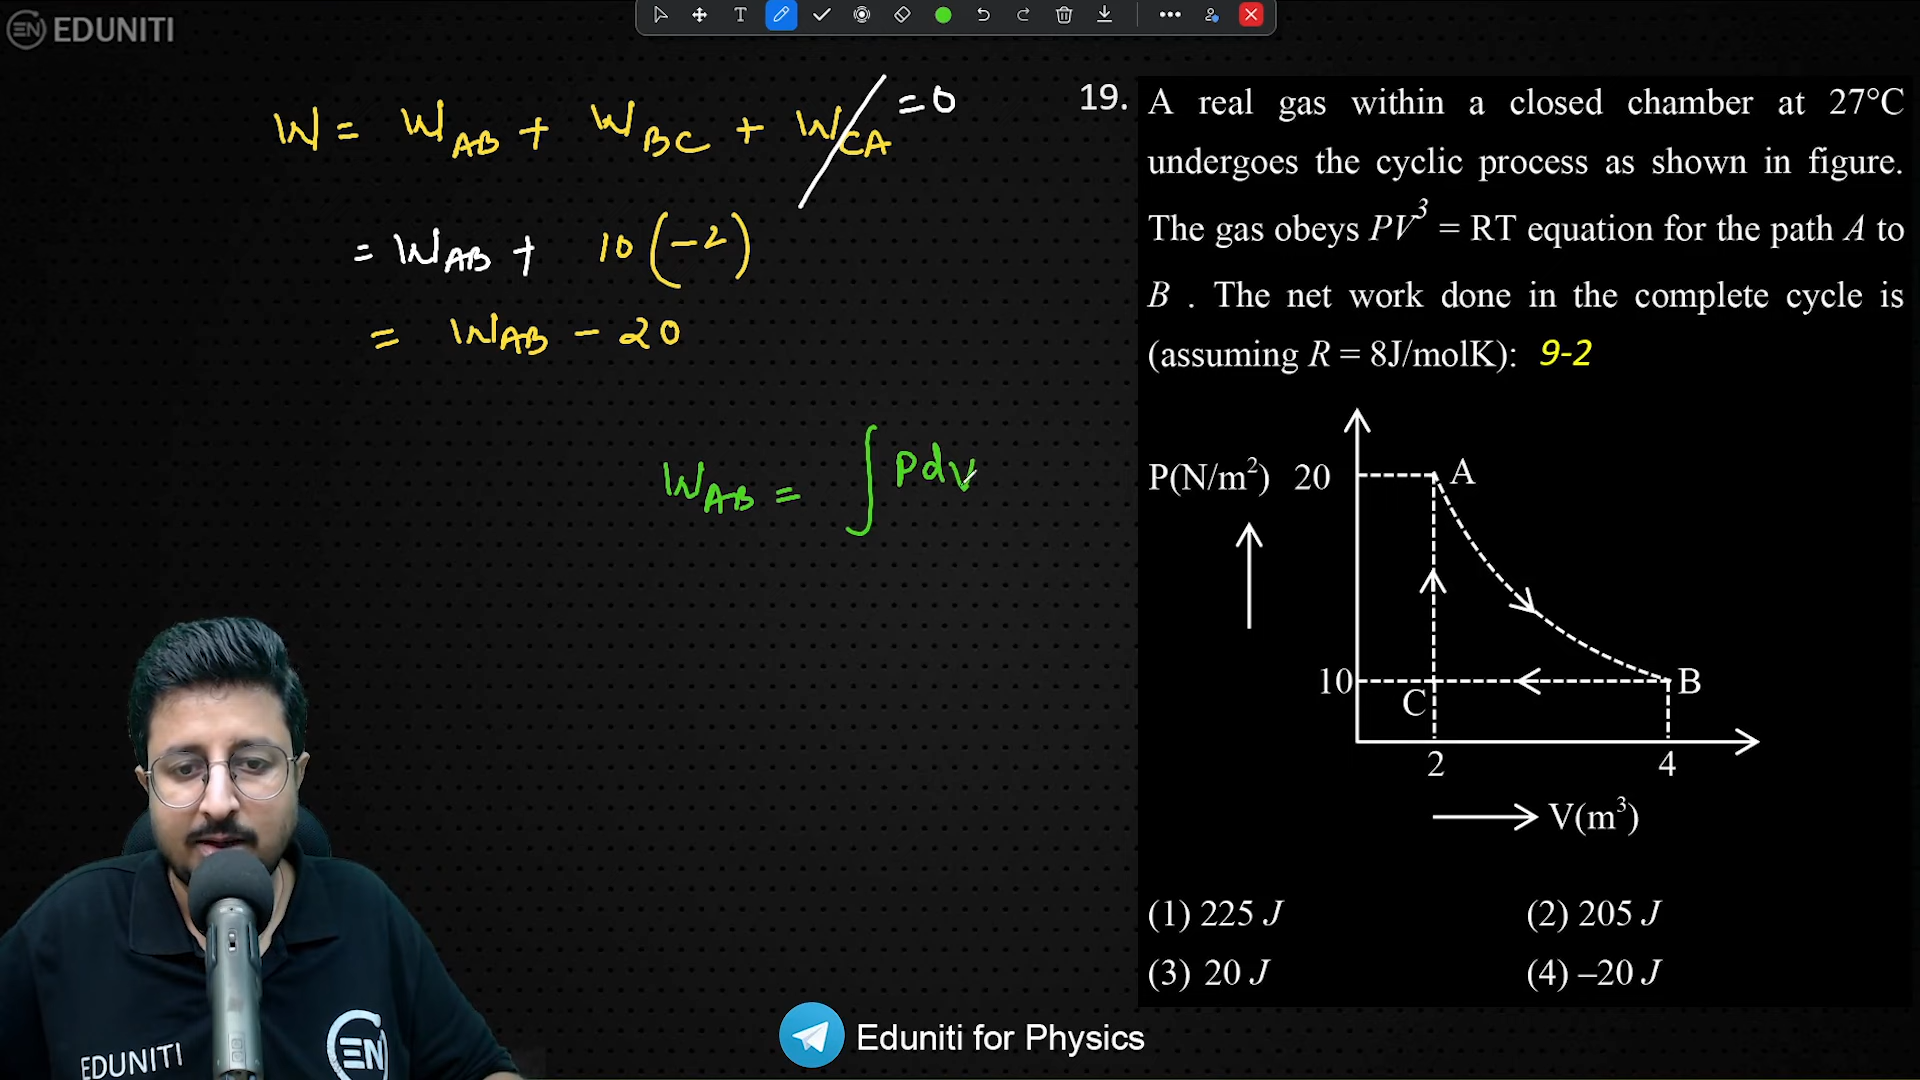 EDUNITI
W = W_AB + W_BC + W_CA = 0
= W_AB + 10 (-2)
= W_AB - 20
W_AB = ∫ P dV
19. A real gas within a closed chamber at 27°C
undergoes the cyclic process as shown in figure.
The gas obeys PV³ = RT equation for the path A to
B . The net work done in the complete cycle is
(assuming R = 8J/molK): 9-2
P(N/m²) 20 A
10 C B
2 4
V(m³)
(1) 225 J (2) 205 J
(3) 20 J (4) –20 J
EDUNITI
EN
Eduniti for Physics